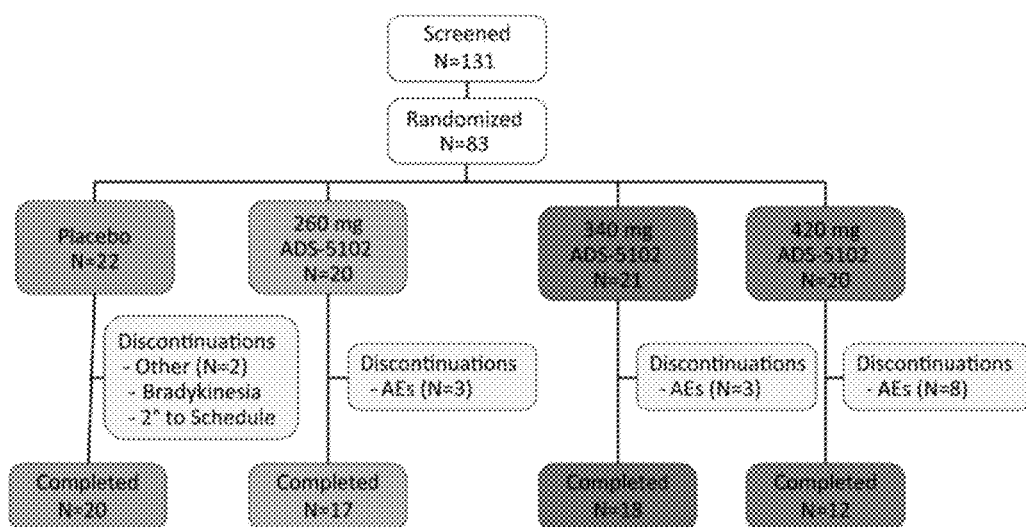 Screened
N=131
Randomized
N=83
Placebo
N=22
260 mg
ADS-5102
N=20
340 mg
ADS-5102
N=21
420 mg
ADS-5102
N=20
Discontinuations
- Other (N=2)
- Bradykinesia
- 2° to Schedule
Discontinuations
- AEs (N=3)
Discontinuations
- AEs (N=3)
Discontinuations
- AEs (N=8)
Completed
N=20
Completed
N=17
Completed
Completed
N=12